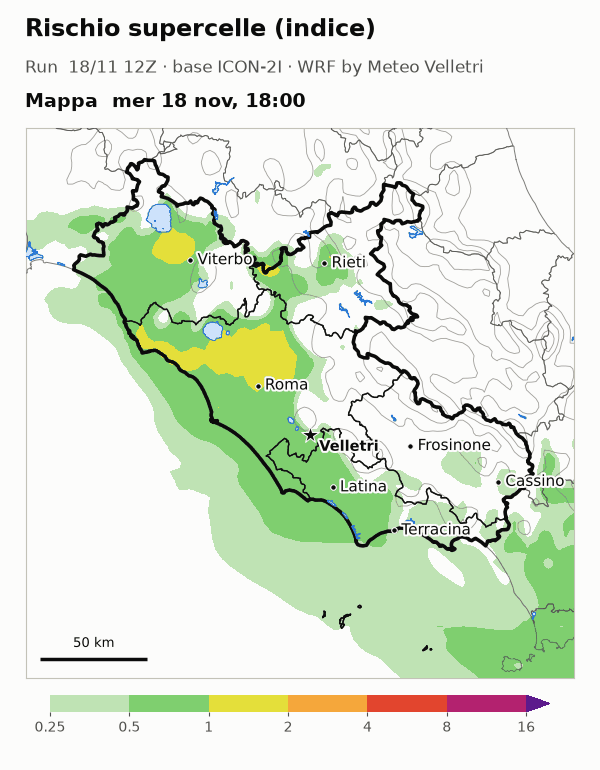 Rischio supercelle (indice)
Run 18/11 12Z · base ICON-2I · WRF by Meteo Velletri
Mappa mer 18 nov, 18:00
Viterbo
Rieti
Roma
Velletri
Frosinone
Cassino
Latina
Terracina
50 km
0.25 0.5 1 2 4 8 16